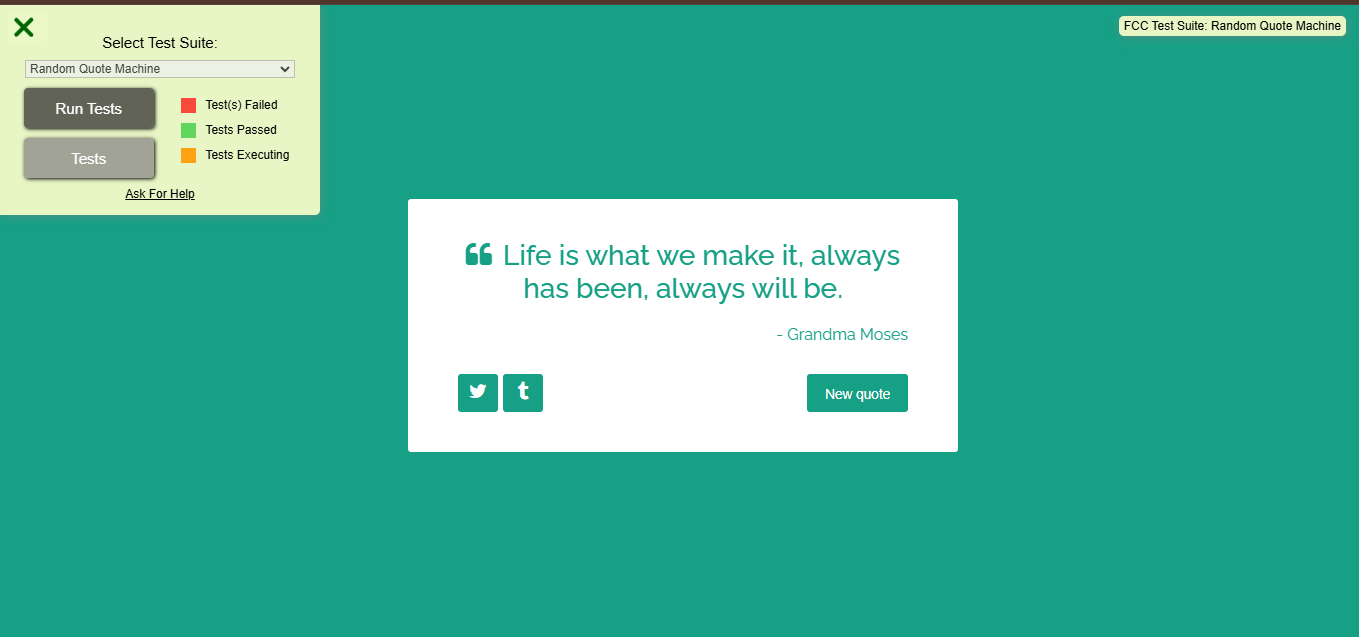 FCC Test Suite: Random Quote Machine
Select Test Suite:
Random Quote Machine
Run Tests
Tests
Test(s) Failed
Tests Passed
Tests Executing
Ask For Help
“ Life is what we make it, always
has been, always will be.
- Grandma Moses
New quote